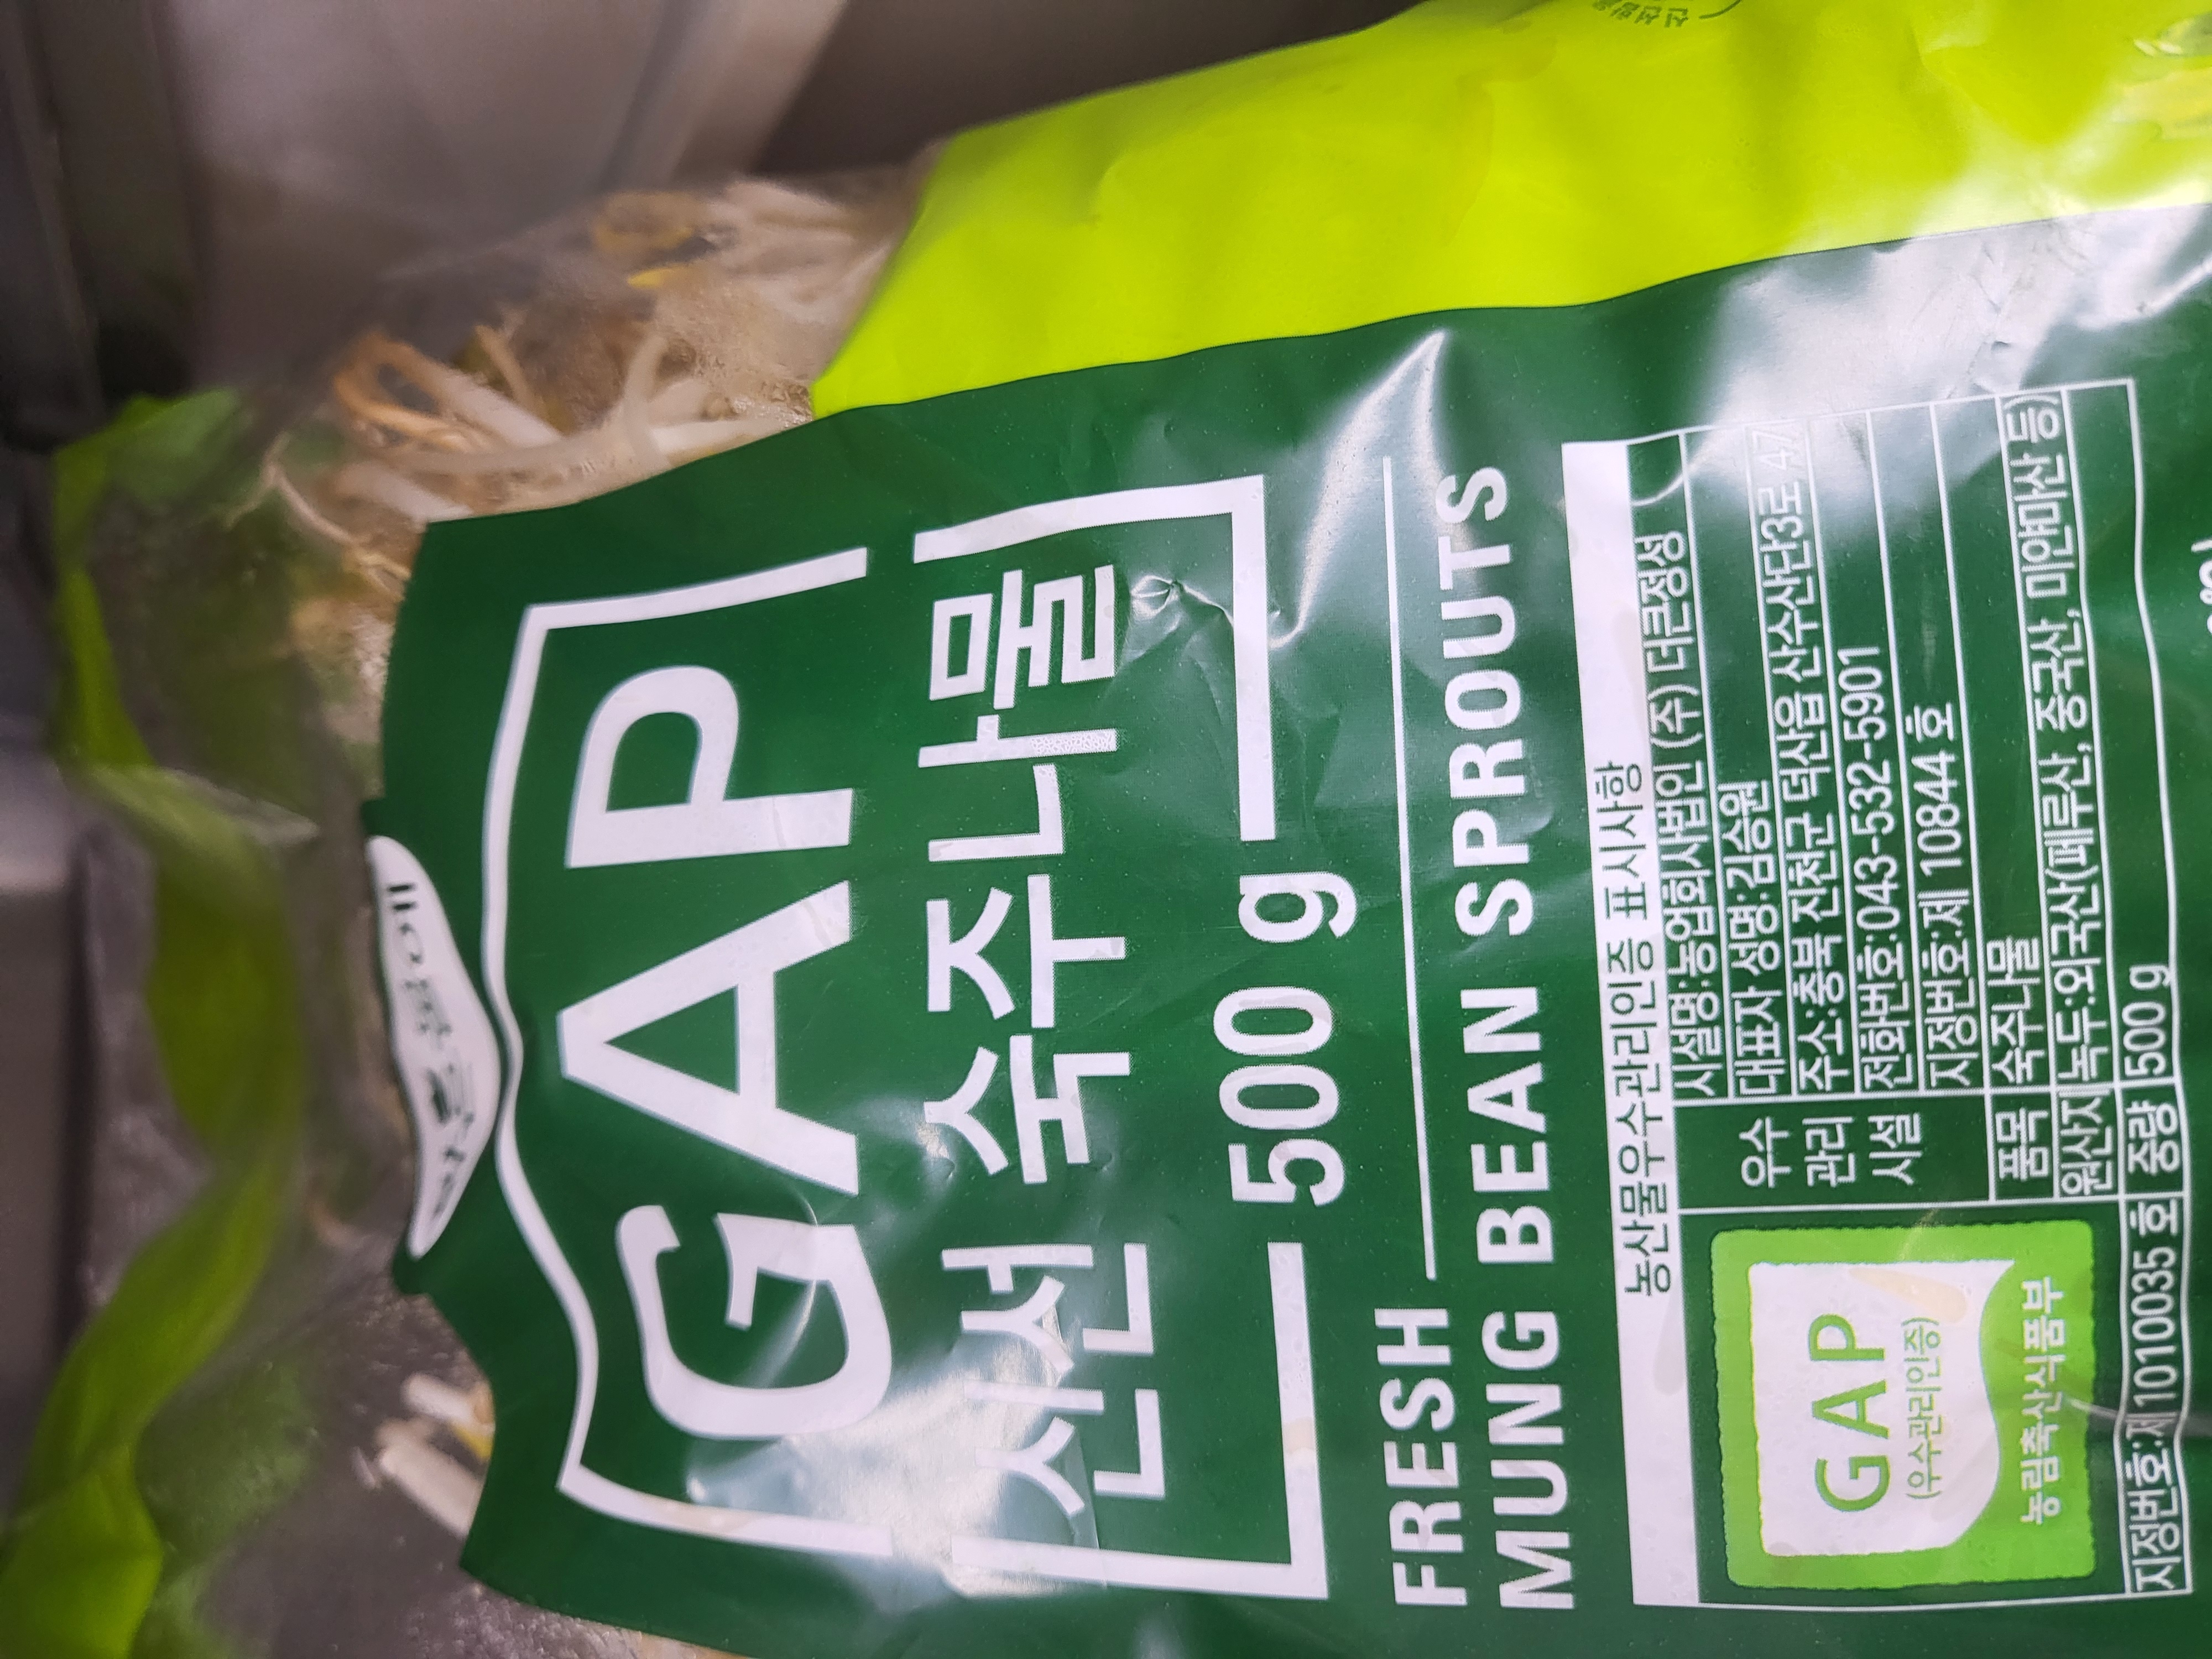 GAP
신선 숙주나물
500 g
FRESH
MUNG BEAN SPROUTS
농산물우수관리인증 표시사항
우수
관리
시설
시설명:농업회사법인 (주) 더큰정성
대표자 성명:김승원
주소:충북 진천군 덕산읍 산수산단3로 47
전화번호:043-532-5901
지정번호:제 10844 호
품목 숙주나물
원산지 녹두:외국산(페루산, 중국산, 미얀마산 등)
GAP
(우수관리인증)
농림축산식품부
지정번호:제 1010035 호 중량 500 g